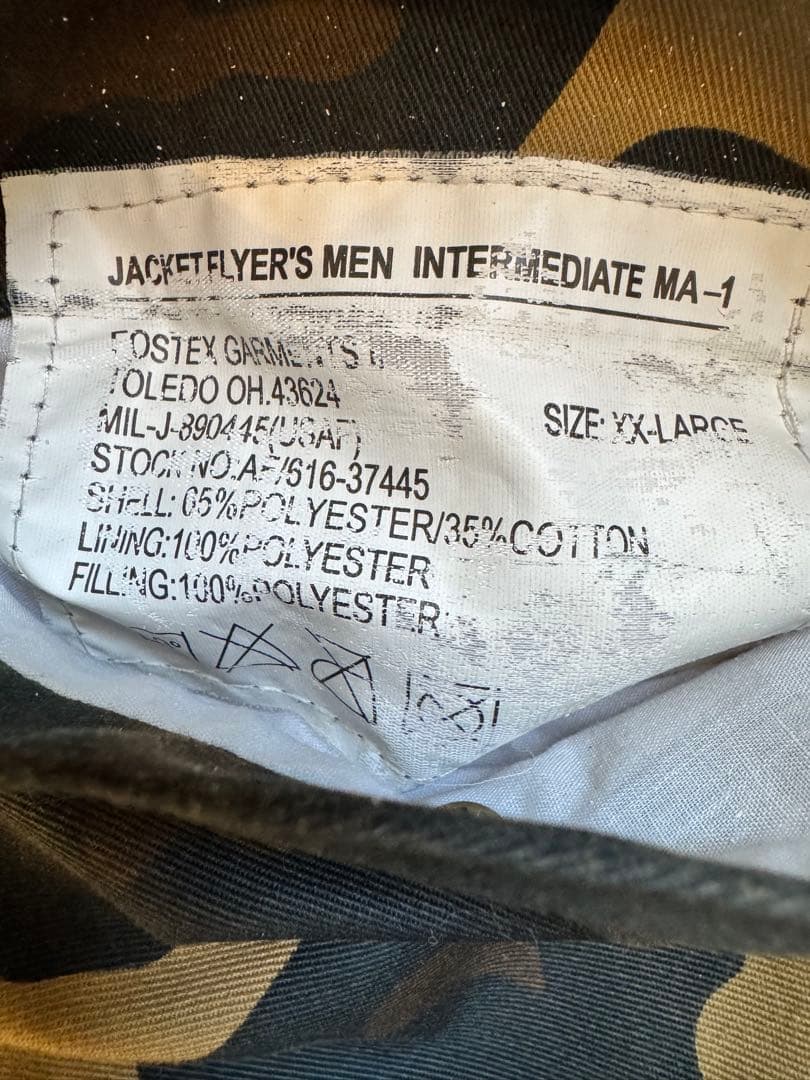 JACKET FLYER'S MEN INTERMEDIATE MA-1
FOSTEX GARMENTS
TOLEDO OH.43624
MIL-J-890445(USAF)
SIZE: XX-LARGE
STOCK NO.AF/616-37445
SHELL: 65%POLYESTER/35%COTTON
LINING:100%POLYESTER
FILLING:100%POLYESTER